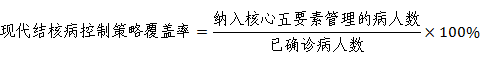 现代结核病控制策略覆盖率 = 纳入核心五要素管理的病人数 / 已确诊病人数 × 100%